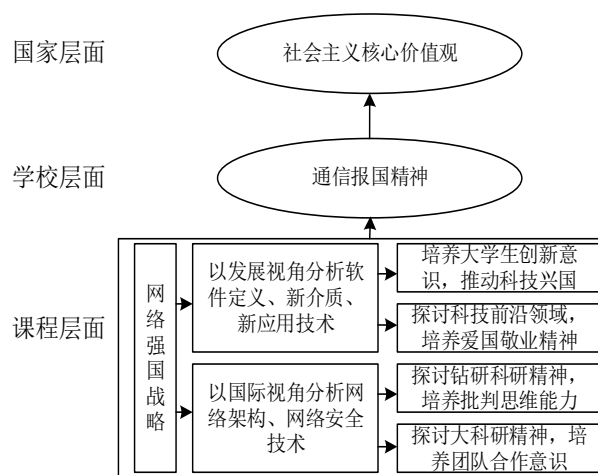 国家层面
社会主义核心价值观
学校层面
通信报国精神
课程层面
网络强国战略
以发展视角分析软
件定义、新介质、
新应用技术
培养大学生创新意
识，推动科技兴国
探讨科技前沿领域，
培养爱国敬业精神
以国际视角分析网
络架构、网络安全
技术
探讨钻研科研精神，
培养批判思维能力
探讨大科研精神，培
养团队合作意识